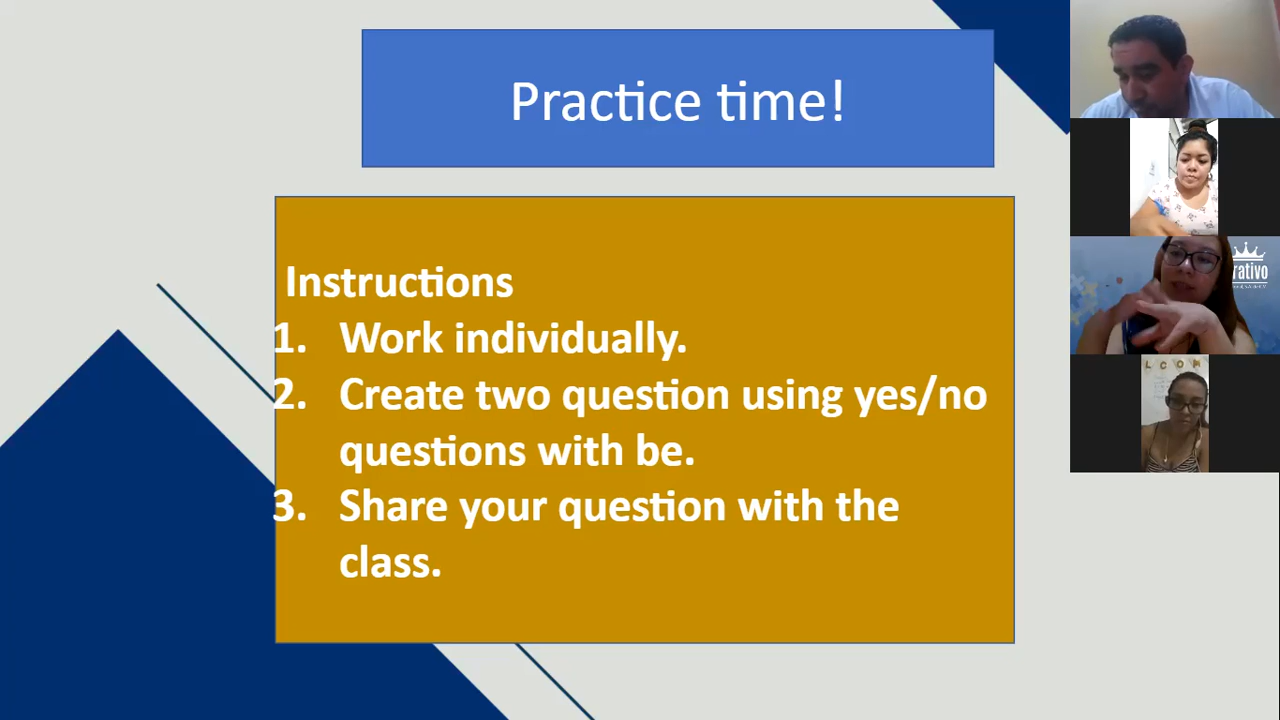 Practice time!
Instructions
1. Work individually.
2. Create two question using yes/no
questions with be.
3. Share your question with the
class.
rativo
L C O M